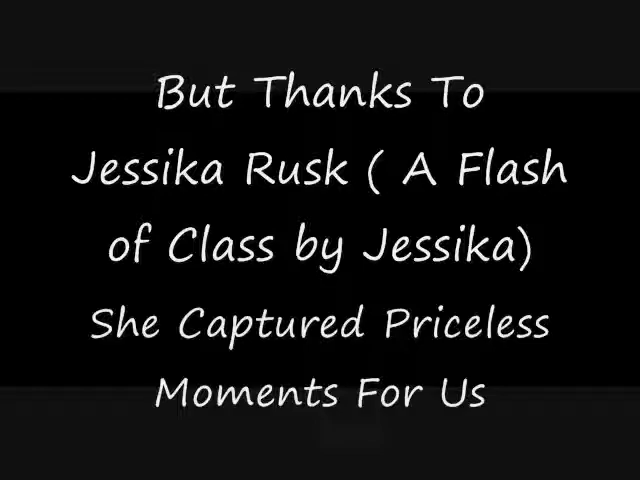 But Thanks To
Jessika Rusk ( A Flash
of Class by Jessika)
She Captured Priceless
Moments For Us